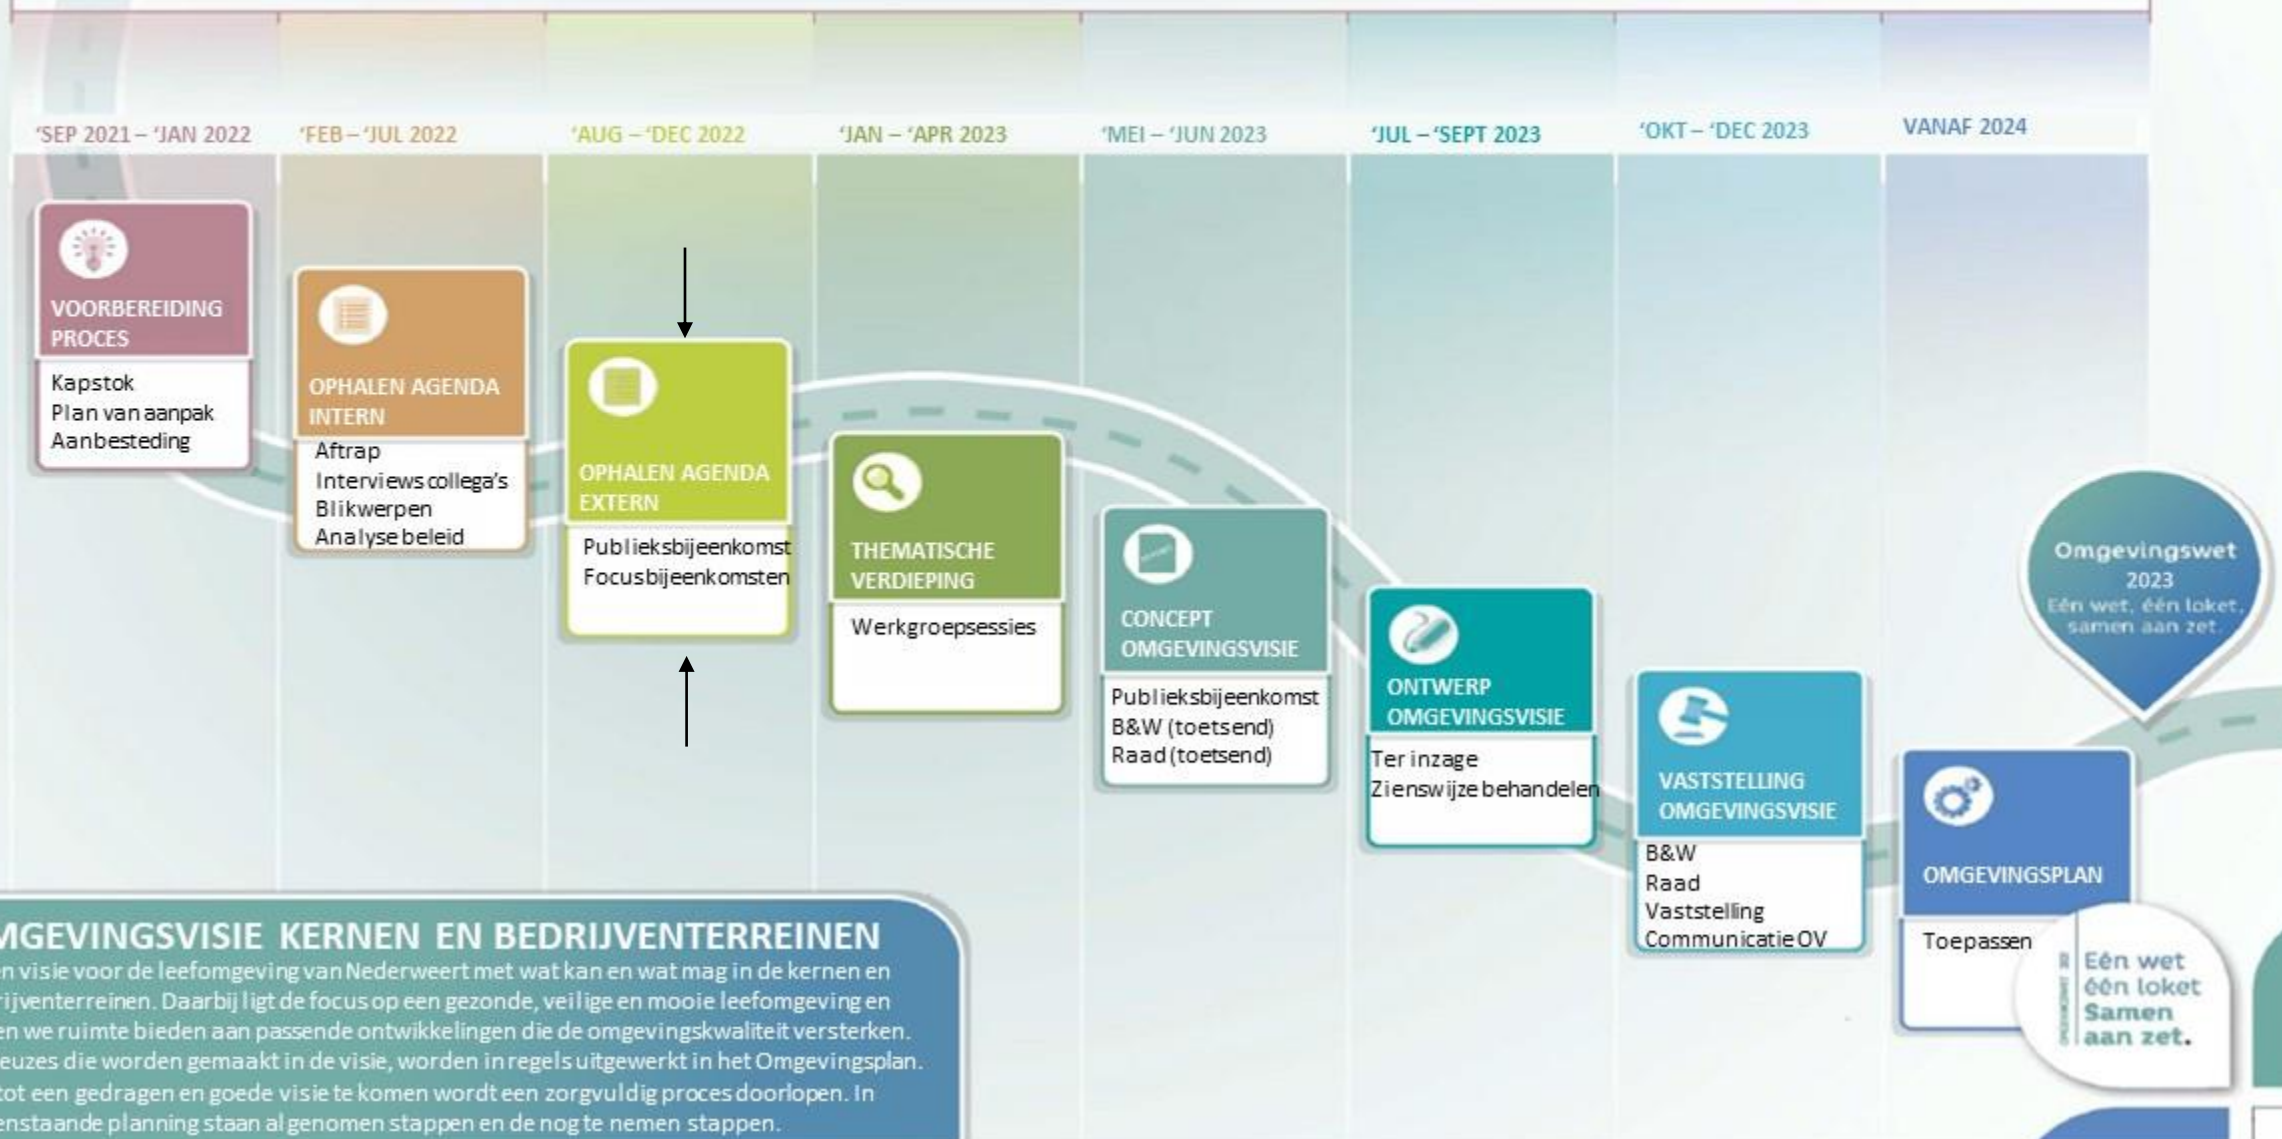 ‘SEP 2021 – ‘JAN 2022
‘FEB – ‘JUL 2022
‘AUG – ‘DEC 2022
‘JAN – ‘APR 2023
‘MEI – ‘JUN 2023
‘JUL – ‘SEPT 2023
‘OKT – ‘DEC 2023
VANAF 2024
VOORBEREIDING
PROCES
Kapstok
Plan van aanpak
Aanbesteding
OPHALEN AGENDA
INTERN
Aftrap
Interviews collega’s
Blikwerpen
Analyse beleid
OPHALEN AGENDA
EXTERN
Publieksbijeenkomst
Focusbijeenkomsten
THEMATISCHE
VERDIEPING
Werkgroepsessies
CONCEPT
OMGEVINGSVISIE
Publieksbijeenkomst
B&W (toetsend)
Raad (toetsend)
ONTWERP
OMGEVINGSVISIE
Ter inzage
Zienswijze behandelen
VASTSTELLING
OMGEVINGSVISIE
B&W
Raad
Vaststelling
Communicatie OV
OMGEVINGSPLAN
Toepassen
Omgevingswet
2023
Eén wet, één loket,
samen aan zet.
Eén wet
één loket
Samen
aan zet.
MGEVINGSVISIE KERNEN EN BEDRIJVENTERREINEN
n visie voor de leefomgeving van Nederweert met wat kan en wat mag in de kernen en
rijventerreinen. Daarbij ligt de focus op een gezonde, veilige en mooie leefomgeving en
en we ruimte bieden aan passende ontwikkelingen die de omgevingskwaliteit versterken.
euzes die worden gemaakt in de visie, worden in regels uitgewerkt in het Omgevingsplan.
tot een gedragen en goede visie te komen wordt een zorgvuldig proces doorlopen. In
enstaande planning staan al genomen stappen en de nog te nemen stappen.